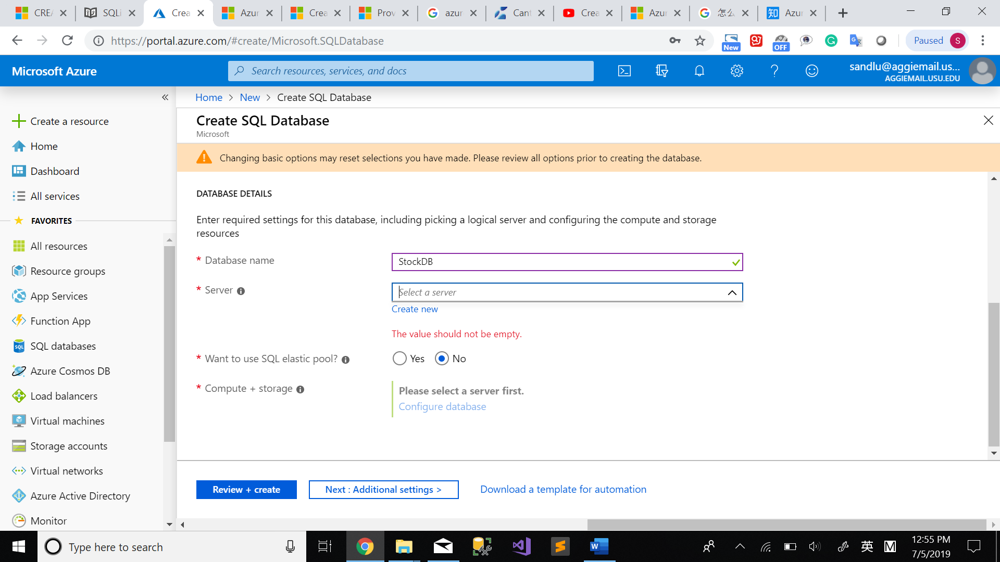 CREA
SQLi
Crea
Azur
Crea
Prov
azur
Cant
Crea
Azur
怎么
知
Azur
https://portal.azure.com/#create/Microsoft.SQLDatabase
New
OFF
Paused
S
Microsoft Azure
Search resources, services, and docs
sandlu@aggiemail.us...
AGGIEMAIL.USU.EDU
«
Home > New > Create SQL Database
Create a resource
Home
Dashboard
All services
FAVORITES
All resources
Resource groups
App Services
Function App
SQL
SQL databases
Azure Cosmos DB
Load balancers
Virtual machines
Storage accounts
Virtual networks
Azure Active Directory
Monitor
Create SQL Database
Microsoft
Changing basic options may reset selections you have made. Please review all options prior to creating the database.
DATABASE DETAILS
Enter required settings for this database, including picking a logical server and configuring the compute and storage
resources
* Database name
StockDB
* Server
Select a server
Create new
The value should not be empty.
* Want to use SQL elastic pool?
Yes
No
* Compute + storage
Please select a server first.
Configure database
Review + create
Next : Additional settings >
Download a template for automation
Type here to search
英
M
12:55 PM
7/5/2019